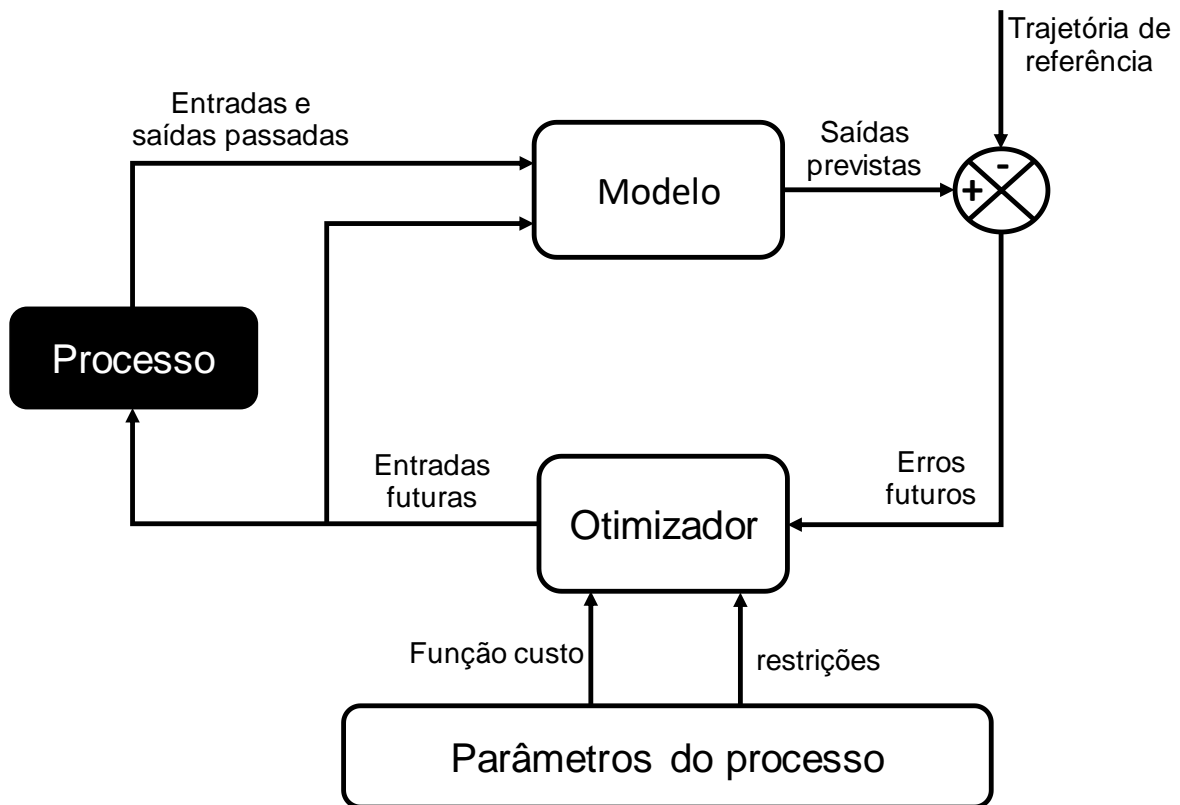 Trajetória de
referência
Entradas e
saídas passadas
Modelo
Saídas
previstas
-
+
Processo
Entradas
futuras
Otimizador
Erros
futuros
Função custo
restrições
Parâmetros do processo